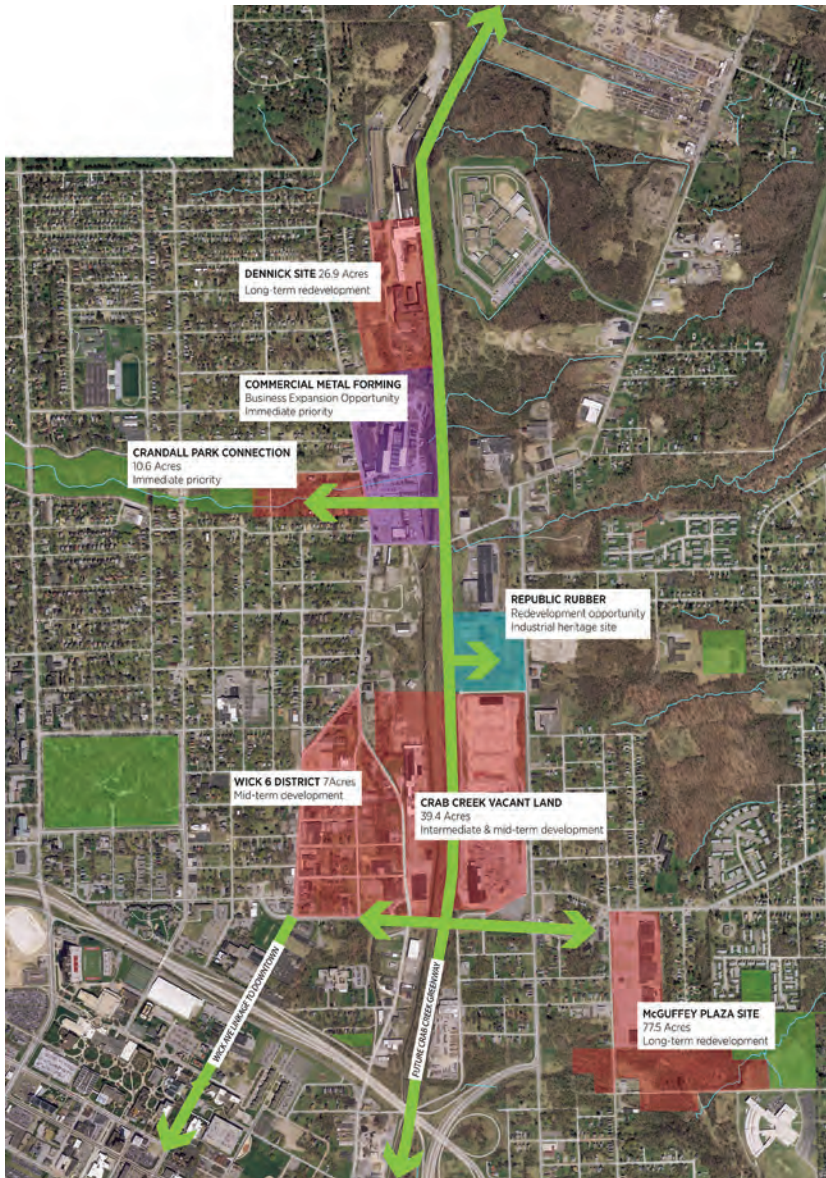 DENNICK SITE 26.9 Acres
Long-term redevelopment
COMMERCIAL METAL FORMING
Business Expansion Opportunity
Immediate priority
CRANDALL PARK CONNECTION
10.6 Acres
Immediate priority
REPUBLIC RUBBER
Redevelopment opportunity
Industrial heritage site
WICK 6 DISTRICT 7Acres
Mid-term development
CRAB CREEK VACANT LAND
39.4 Acres
Intermediate & mid-term development
WICK AVE LINKAGE TO DOWNTOWN
FUTURE CRAB CREEK GREENWAY
McGUFFEY PLAZA SITE
77.5 Acres
Long-term redevelopment